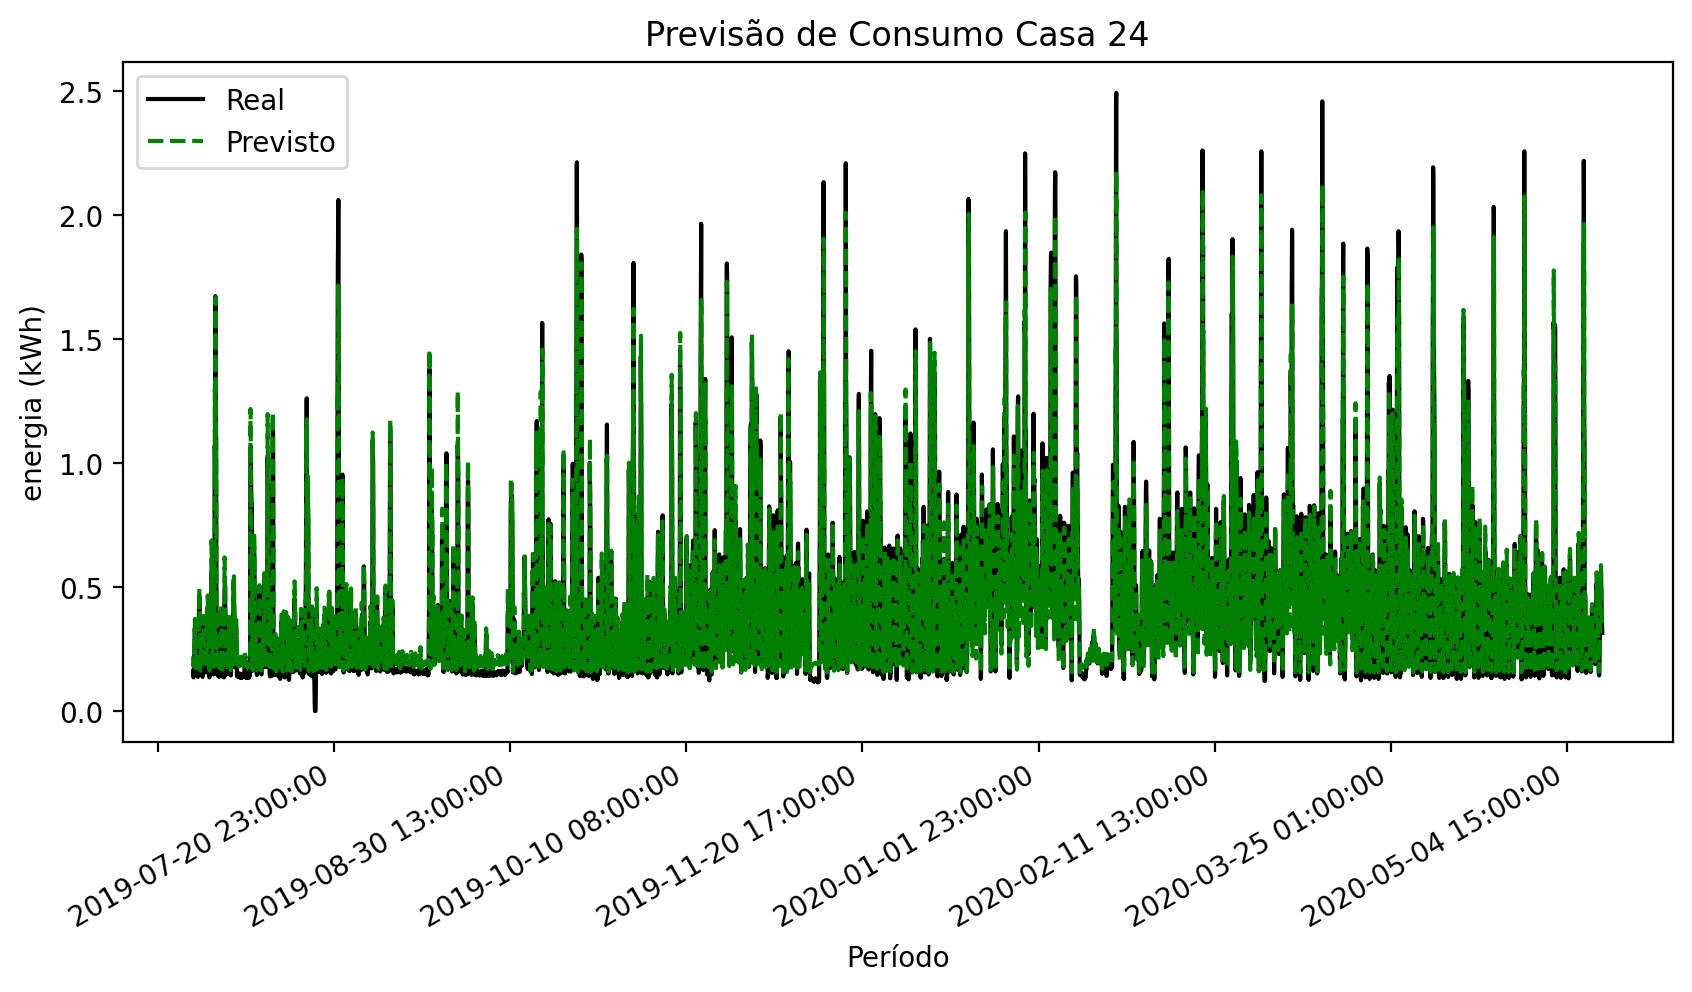 Previsão de Consumo Casa 24
Real
Previsto
energia (kWh)
2.5
2.0
1.5
1.0
0.5
0.0
2019-07-20 23:00:00
2019-08-30 13:00:00
2019-10-10 08:00:00
2019-11-20 17:00:00
2020-01-01 23:00:00
2020-02-11 13:00:00
2020-03-25 01:00:00
2020-05-04 15:00:00
Período